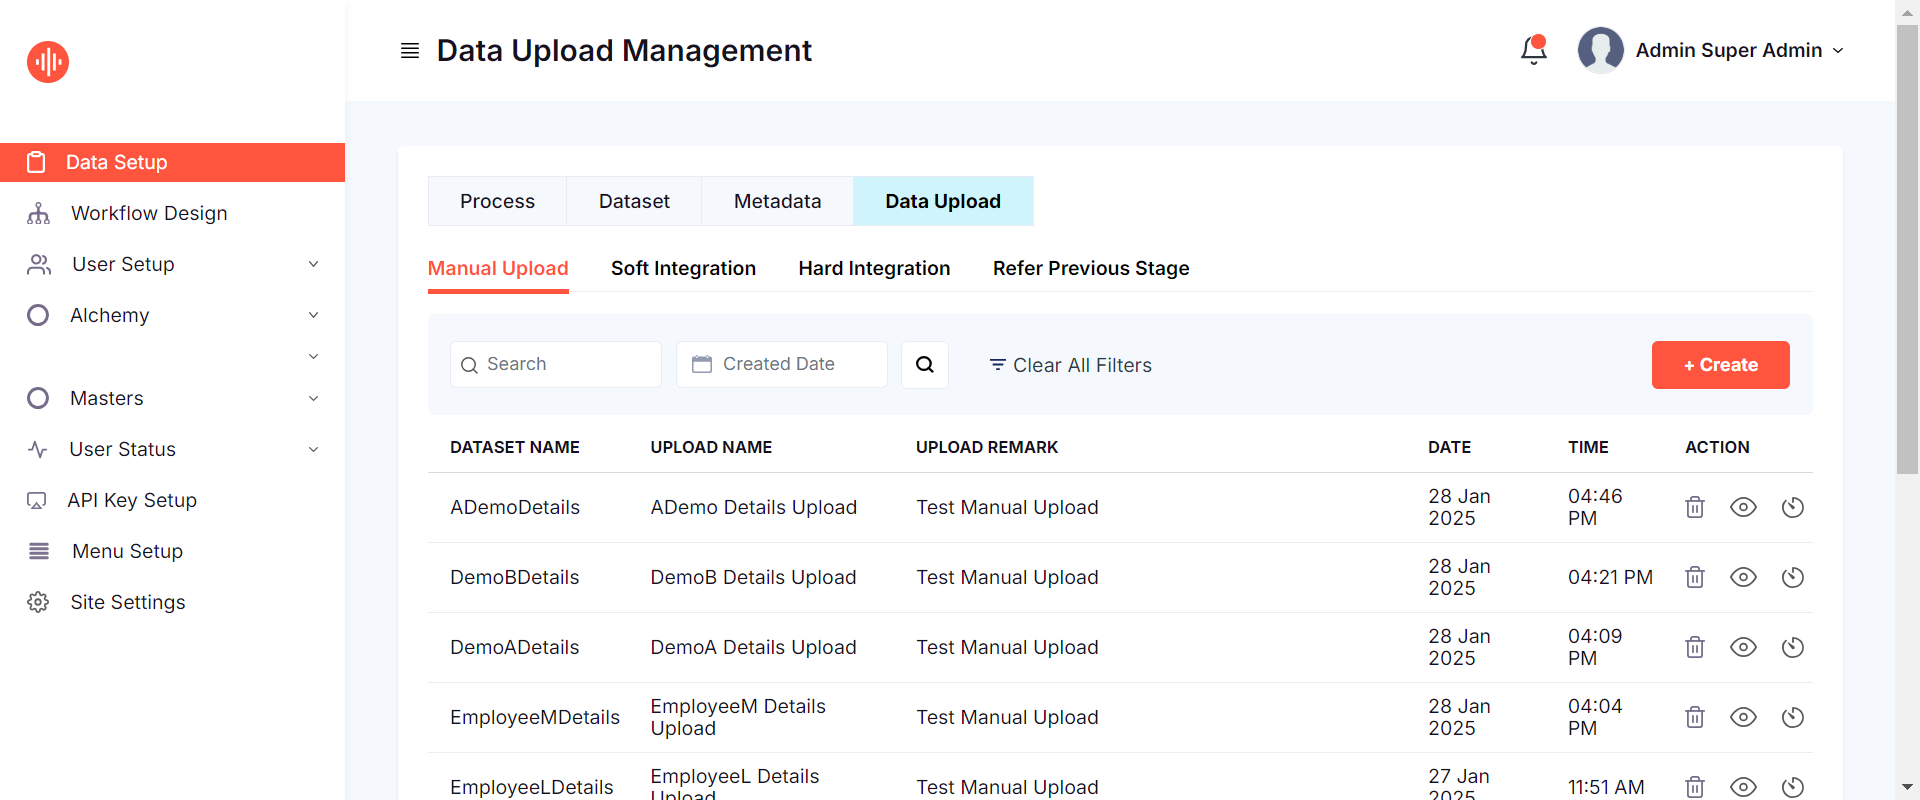 Data Upload Management
Admin Super Admin
Data Setup
Workflow Design
User Setup
Alchemy
Masters
User Status
API Key Setup
Menu Setup
Site Settings
Process Dataset Metadata Data Upload
Manual Upload Soft Integration Hard Integration Refer Previous Stage
Search Created Date Clear All Filters + Create
DATASET NAME UPLOAD NAME UPLOAD REMARK DATE TIME ACTION
ADemoDetails ADemo Details Upload Test Manual Upload 28 Jan 04:46
2025 PM
DemoBDetails DemoB Details Upload Test Manual Upload 28 Jan 04:21 PM
2025
DemoADetails DemoA Details Upload Test Manual Upload 28 Jan 04:09
2025 PM
EmployeeMDetails EmployeeM Details Test Manual Upload 28 Jan 04:04
Upload 2025 PM
EmployeeLDetails EmployeeL Details Test Manual Upload 27 Jan 11:51 AM
Upload 2025